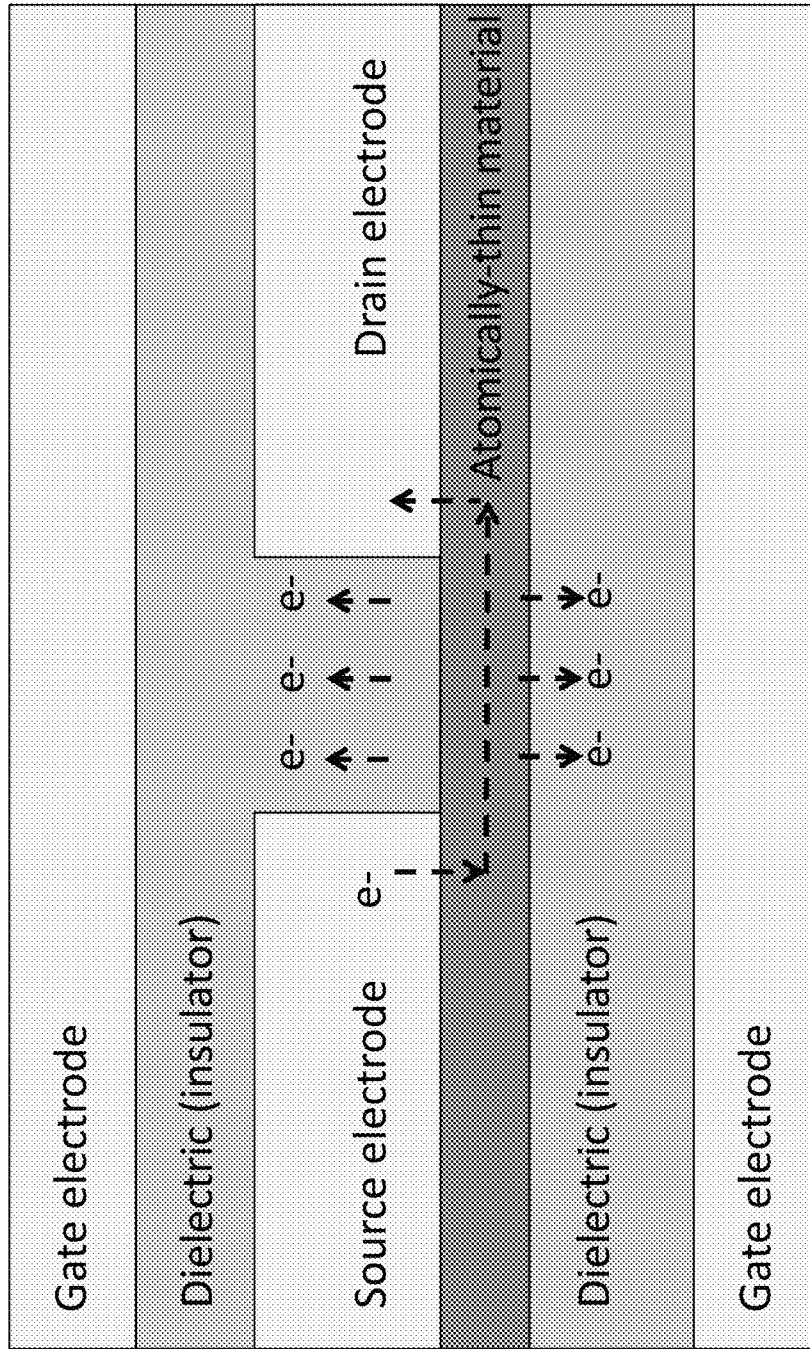 Gate electrode
Dielectric (insulator)
e- e- e-
Source electrode e- Drain electrode
Atomically-thin material
Dielectric (insulator) e- e- e-
Gate electrode